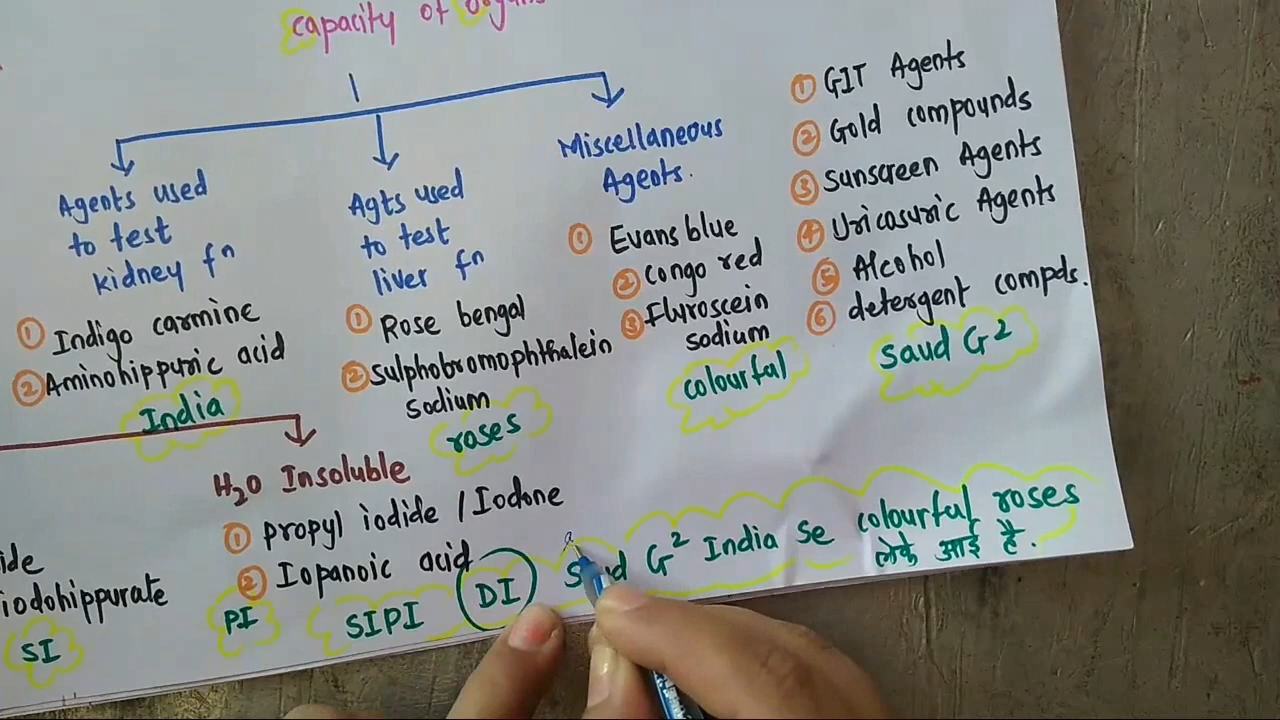 capacity of organs
Agents used
to test
kidney fⁿ
① Indigo carmine
② Aminohippuric acid
India
Agts used
to test
liver fⁿ
① Rose bengal
② Sulphobromophthalein
sodium
roses
Miscellaneous
Agents.
① Evans blue
② Congo red
③ Fluroscein
sodium
colourful
① GIT Agents
② Gold compounds
③ Sunscreen Agents
④ Uricasuric Agents
⑤ Alcohol
⑥ detergent compds.
saud G²
H₂O Insoluble
① propyl iodide / Iodone
② Iopanoic acid
PI
ide
iodohippurate
SI
SIPI DI Saud G² India se colourful roses
लेके आई है.